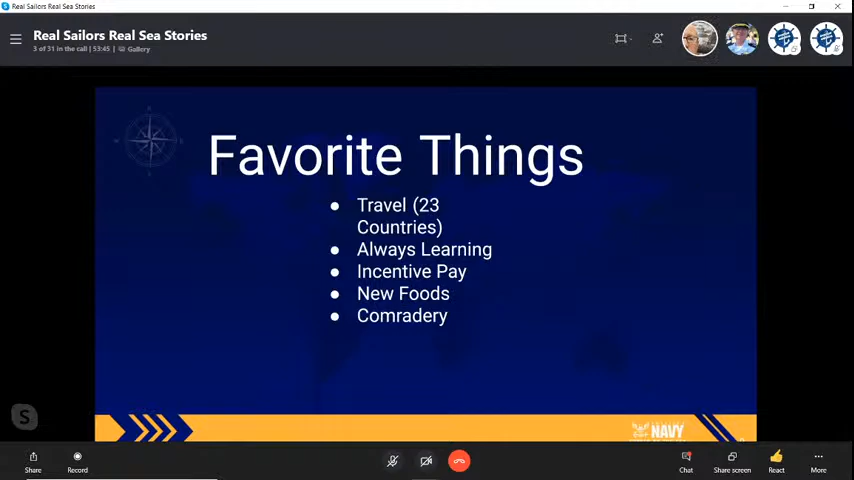 Real Sailors Real Sea Stories
Real Sailors Real Sea Stories
3 of 31 in the call | 53:45 | Gallery
Favorite Things
Travel (23
Countries)
Always Learning
Incentive Pay
New Foods
Comradery
NAVY
Share
Record
Chat
Share screen
React
More